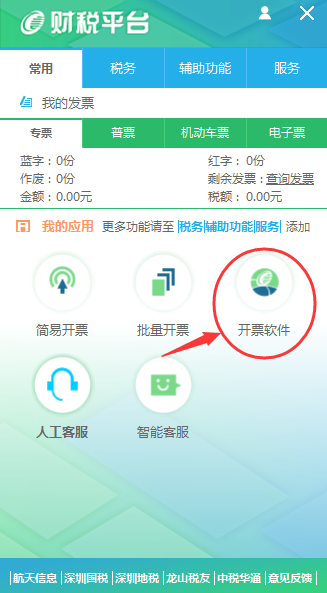 财税平台
常用 税务 辅助功能 服务
我的发票
专票 普票 机动车票 电子票
蓝字：0份 红字：0份
作废：0份 剩余发票：查询发票
金额：0.00元 税额：0.00元
我的应用 更多功能请至 |税务|辅助功能|服务| 添加
简易开票 批量开票 开票软件
人工客服 智能客服
|航天信息|深圳国税|深圳地税|龙山税友|中税华通|意见反馈|